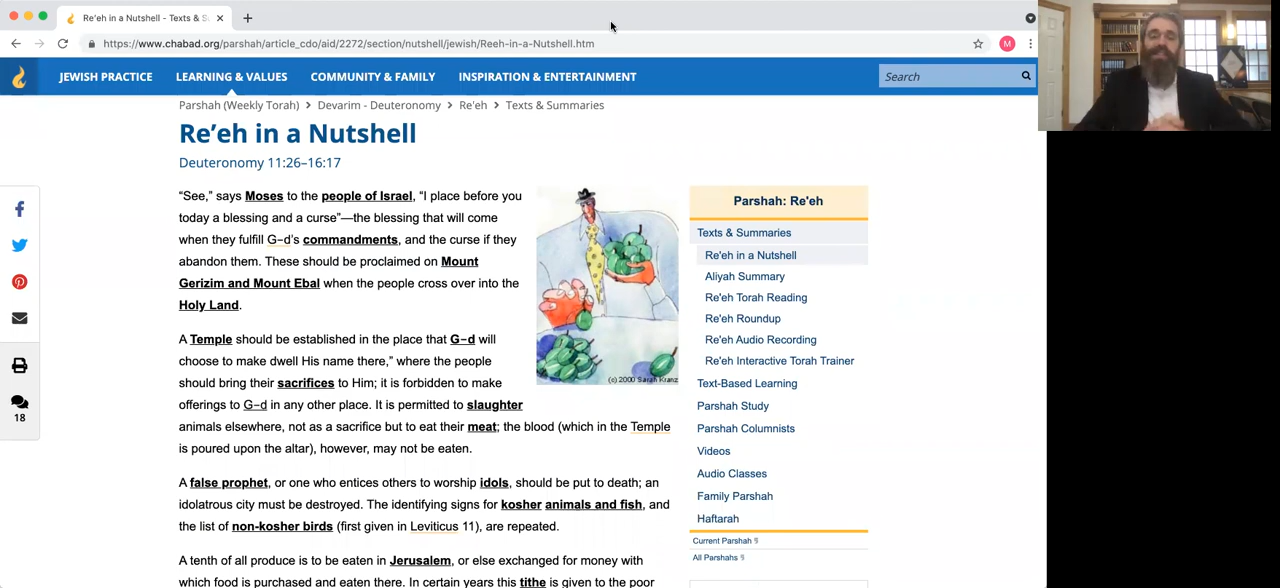 Re'eh in a Nutshell - Texts & S
https://www.chabad.org/parshah/article_cdo/aid/2272/section/nutshell/jewish/Reeh-in-a-Nutshell.htm
M
JEWISH PRACTICE
LEARNING & VALUES
COMMUNITY & FAMILY
INSPIRATION & ENTERTAINMENT
Search
Parshah (Weekly Torah) > Devarim - Deuteronomy > Re'eh > Texts & Summaries
Re'eh in a Nutshell
Deuteronomy 11:26–16:17
"See," says Moses to the people of Israel, "I place before you
today a blessing and a curse"—the blessing that will come
when they fulfill G–d's commandments, and the curse if they
abandon them. These should be proclaimed on Mount
Gerizim and Mount Ebal when the people cross over into the
Holy Land.
A Temple should be established in the place that G–d will
choose to make dwell His name there," where the people
should bring their sacrifices to Him; it is forbidden to make
offerings to G–d in any other place. It is permitted to slaughter
animals elsewhere, not as a sacrifice but to eat their meat; the blood (which in the Temple
is poured upon the altar), however, may not be eaten.
A false prophet, or one who entices others to worship idols, should be put to death; an
idolatrous city must be destroyed. The identifying signs for kosher animals and fish, and
the list of non-kosher birds (first given in Leviticus 11), are repeated.
A tenth of all produce is to be eaten in Jerusalem, or else exchanged for money with
which food is purchased and eaten there. In certain years this tithe is given to the poor
(c) 2000 Sarah Kranz
18
Parshah: Re'eh
Texts & Summaries
Re'eh in a Nutshell
Aliyah Summary
Re'eh Torah Reading
Re'eh Roundup
Re'eh Audio Recording
Re'eh Interactive Torah Trainer
Text-Based Learning
Parshah Study
Parshah Columnists
Videos
Audio Classes
Family Parshah
Haftarah
Current Parshah ¶
All Parshahs ¶